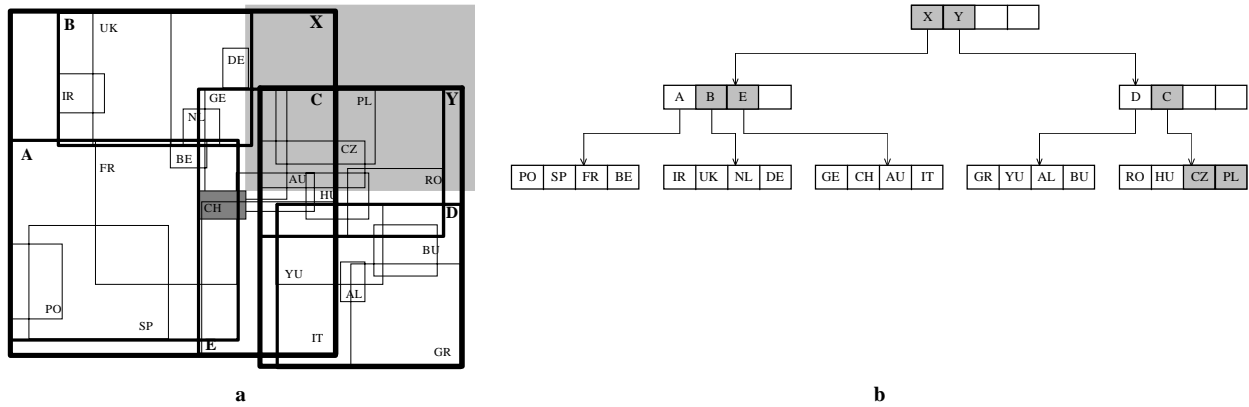 B UK X
DE
IR GE C PL Y
NL
A BE FR CZ
AU HU RO
CH D
YU BU
PO AL
SP IT
E GR
a
X Y
A B E D C
PO SP FR BE IR UK NL DE GE CH AU IT GR YU AL BU RO HU CZ PL
b